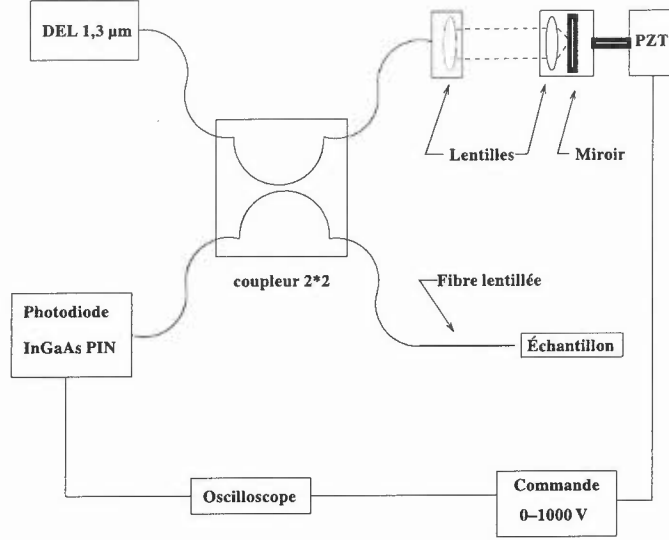 DEL 1,3 µm
PZT
Lentilles
Miroir
coupleur 2*2
Fibre lentillée
Photodiode
InGaAs PIN
Échantillon
Oscilloscope
Commande
0–1000 V